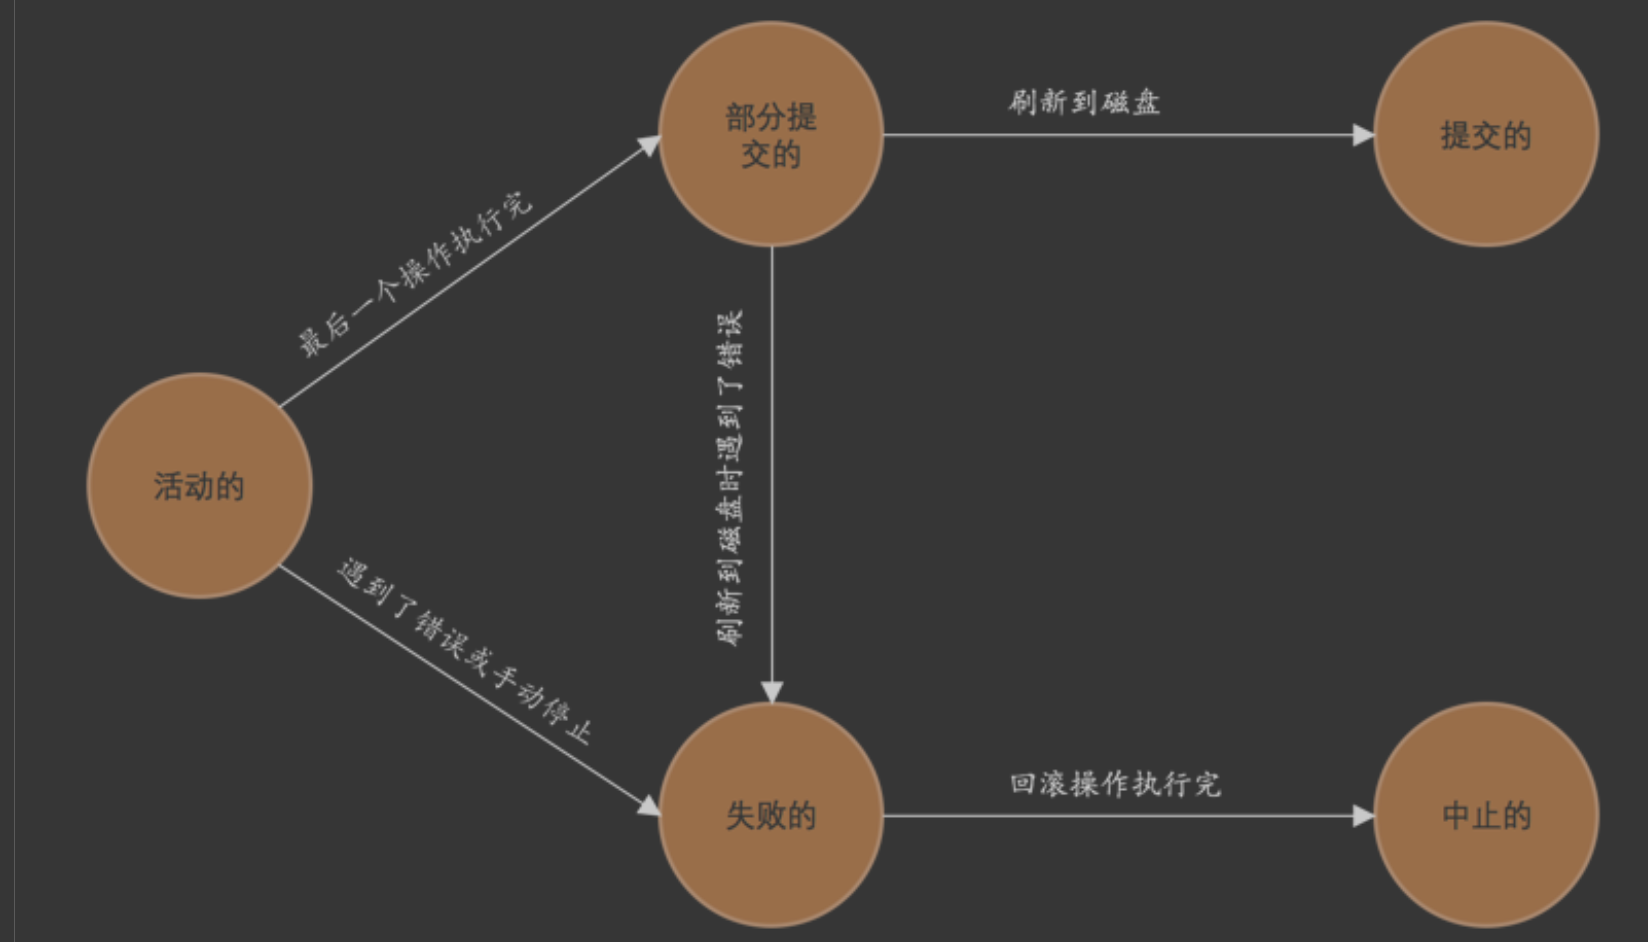 部分提
交的
刷新到磁盘
提交的
最后一个操作执行完
刷新到磁盘时遇到了错误
活动的
遇到了错误或手动停止
失败的
回滚操作执行完
中止的